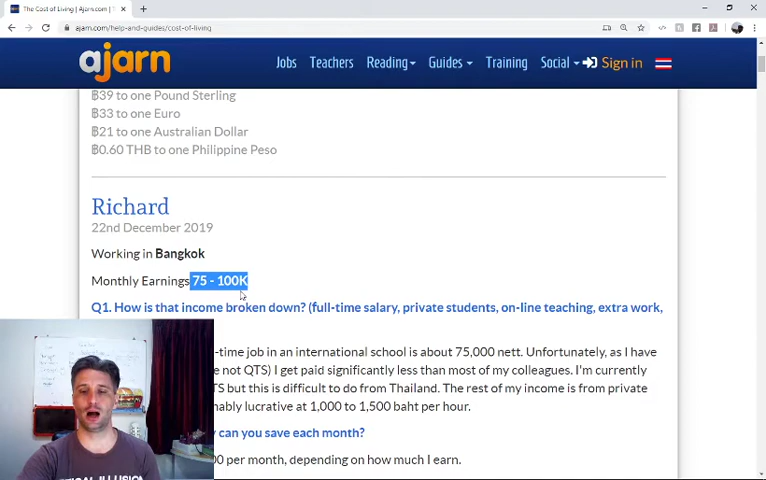 The Cost of Living | Ajarn.com |
ajarn.com/help-and-guides/cost-of-living
ajarn
Jobs Teachers Reading Guides Training Social Sign in
฿39 to one Pound Sterling
฿33 to one Euro
฿21 to one Australian Dollar
฿0.60 THB to one Philippine Peso
Richard
22nd December 2019
Working in Bangkok
Monthly Earnings 75 - 100K
Q1. How is that income broken down? (full-time salary, private students, on-line teaching, extra work,
-time job in an international school is about 75,000 nett. Unfortunately, as I have
e not QTS) I get paid significantly less than most of my colleagues. I'm currently
TS but this is difficult to do from Thailand. The rest of my income is from private
nably lucrative at 1,000 to 1,500 baht per hour.
y can you save each month?
00 per month, depending on how much I earn.